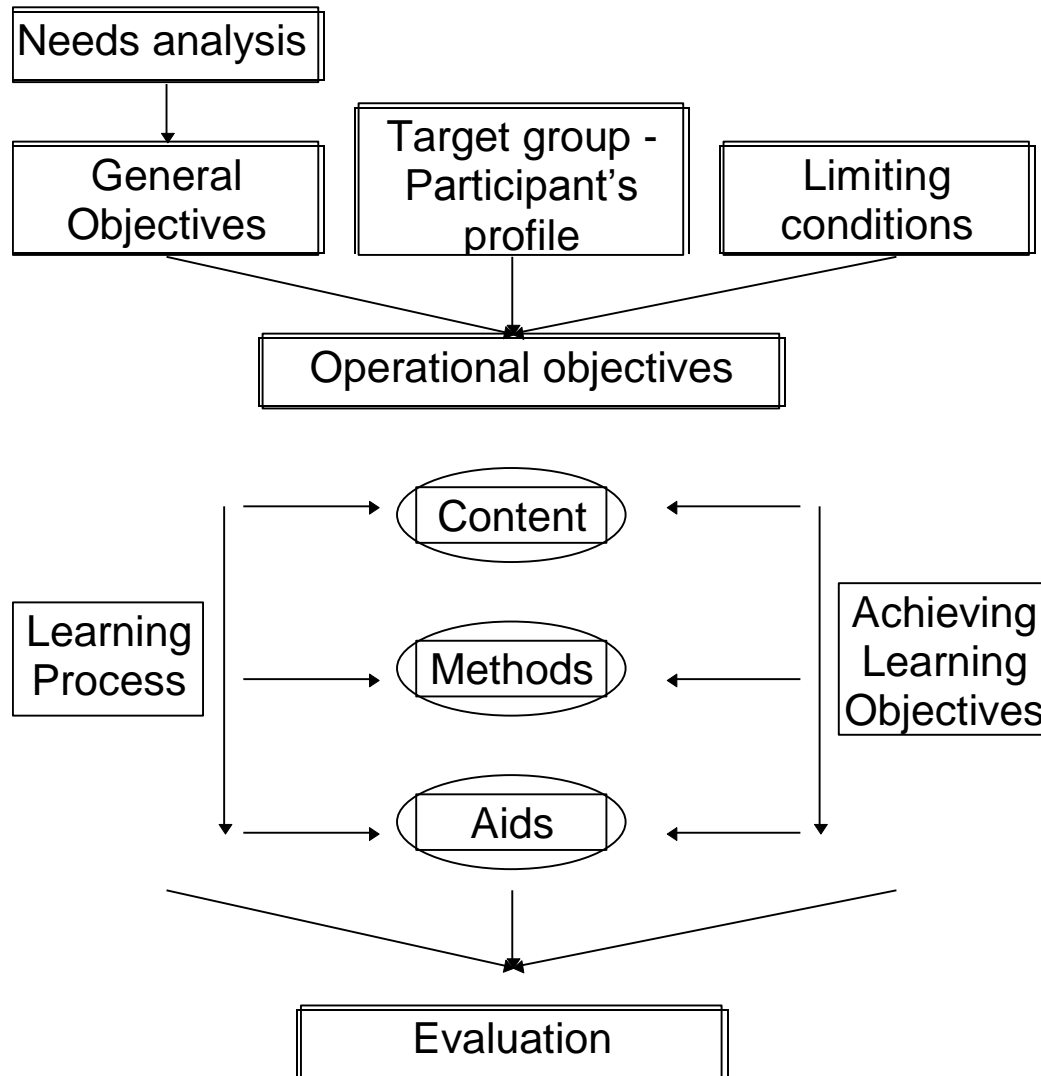 Needs analysis
General
Objectives
Target group -
Participant's
profile
Limiting
conditions
Operational objectives
Content
Learning
Process
Methods
Achieving
Learning
Objectives
Aids
Evaluation